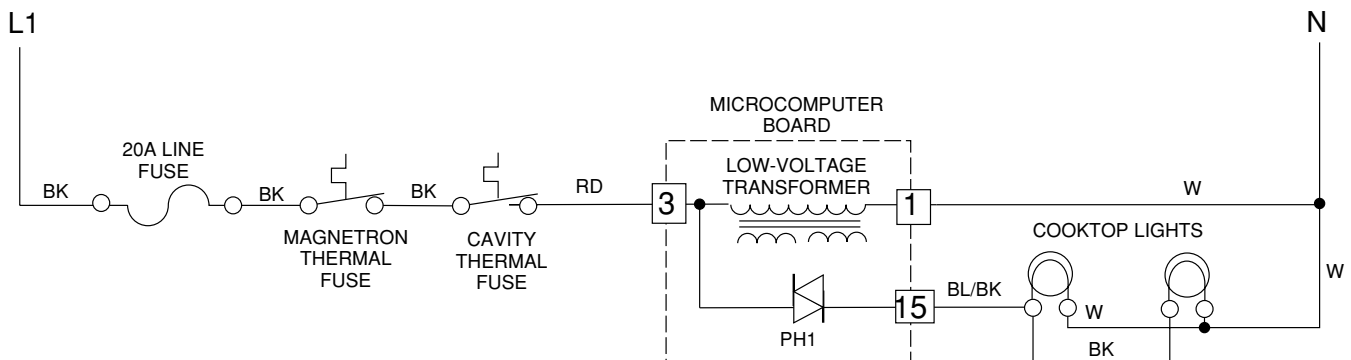 L1
N
MICROCOMPUTER
BOARD
20A LINE
FUSE
LOW-VOLTAGE
TRANSFORMER
BK
BK
BK
RD
3
1
W
MAGNETRON
THERMAL
FUSE
CAVITY
THERMAL
FUSE
COOKTOP LIGHTS
W
PH1
15
BL/BK
W
BK